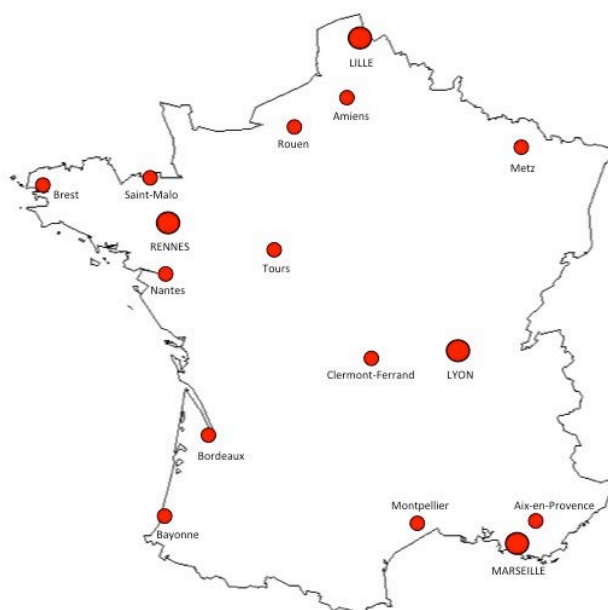 LILLE
Amiens
Rouen
Metz
Brest
Saint-Malo
RENNES
Tours
Nantes
Clermont-Ferrand
LYON
Bordeaux
Montpellier
Aix-en-Provence
Bayonne
MARSEILLE